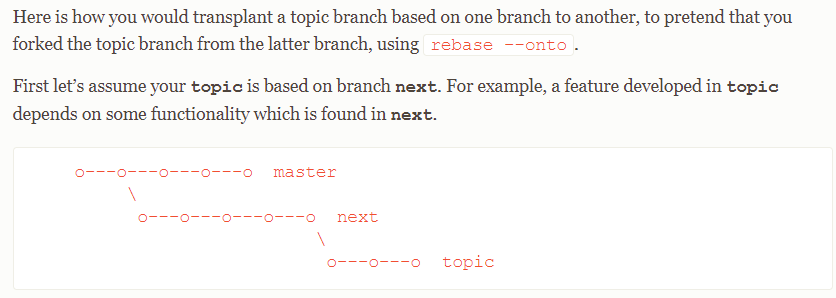 Here is how you would transplant a topic branch based on one branch to another, to pretend that you
forked the topic branch from the latter branch, using rebase --onto.
First let’s assume your topic is based on branch next. For example, a feature developed in topic
depends on some functionality which is found in next.
o---o---o---o---o  master
     \
      o---o---o---o---o  next
                       \
                        o---o---o  topic